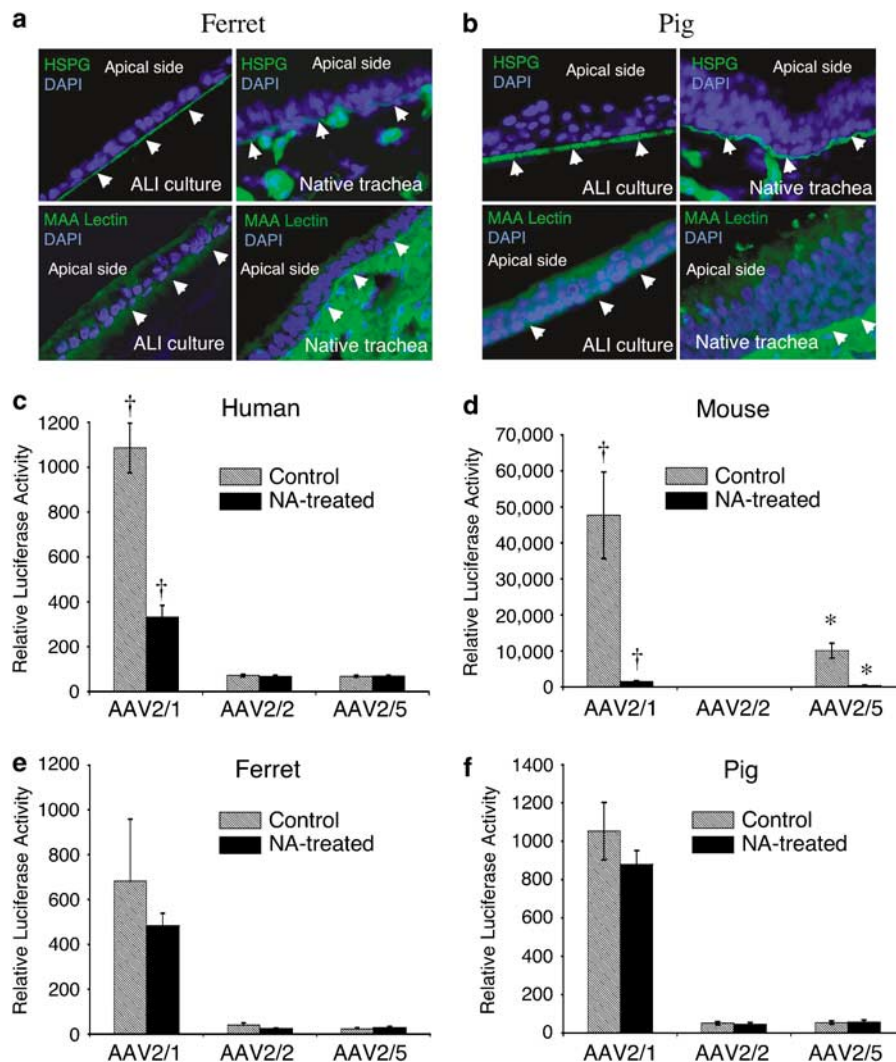 a Ferret
HSPG
DAPI
Apical side
ALI culture
HSPG
DAPI
Apical side
Native trachea
MAA Lectin
DAPI
Apical side
ALI culture
MAA Lectin
DAPI
Apical side
Native trachea
b Pig
HSPG
DAPI
Apical side
ALI culture
HSPG
DAPI
Apical side
Native trachea
MAA Lectin
DAPI
Apical side
ALI culture
MAA Lectin
DAPI
Apical side
Native trachea
c Human
Relative Luciferase Activity
1200
1000
800
600
400
200
0
†
†
Control
NA-treated
AAV2/1 AAV2/2 AAV2/5
d Mouse
Relative Luciferase Activity
70,000
60,000
50,000
40,000
30,000
20,000
10,000
0
†
†
*
*
Control
NA-treated
AAV2/1 AAV2/2 AAV2/5
e Ferret
Relative Luciferase Activity
1200
1000
800
600
400
200
0
Control
NA-treated
AAV2/1 AAV2/2 AAV2/5
f Pig
Relative Luciferase Activity
1400
1200
1000
800
600
400
200
0
Control
NA-treated
AAV2/1 AAV2/2 AAV2/5